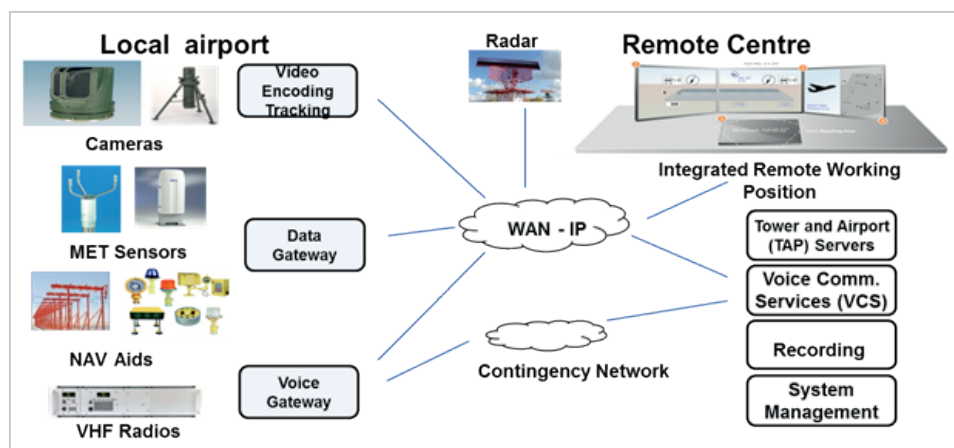 Local airport
Radar
Remote Centre
Video
Encoding
Tracking
Cameras
Integrated Remote Working
Position
MET Sensors
Data
Gateway
WAN - IP
Tower and Airport
(TAP) Servers
Voice Comm.
Services (VCS)
NAV Aids
Contingency Network
Recording
Voice
Gateway
System
Management
VHF Radios